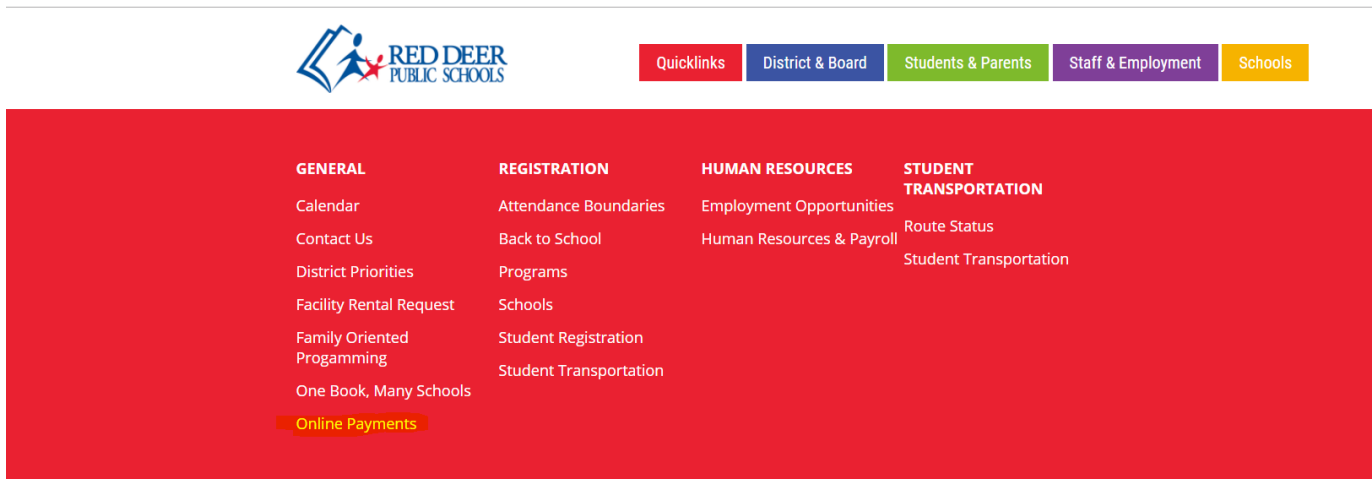 RED DEER
PUBLIC SCHOOLS
Quicklinks
District & Board
Students & Parents
Staff & Employment
Schools
GENERAL
Calendar
Contact Us
District Priorities
Facility Rental Request
Family Oriented
Progamming
One Book, Many Schools
Online Payments
REGISTRATION
Attendance Boundaries
Back to School
Programs
Schools
Student Registration
Student Transportation
HUMAN RESOURCES
Employment Opportunities
Human Resources & Payroll
STUDENT
TRANSPORTATION
Route Status
Student Transportation